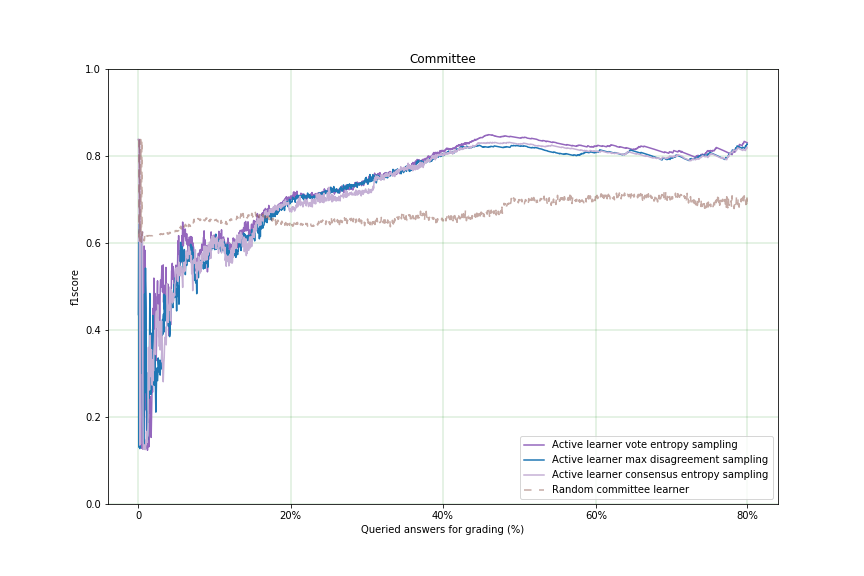 Committee
1.0
0.8
0.6
0.4
0.2
0.0
f1score
0
20%
40%
60%
80%
Queried answers for grading (%)
Active learner vote entropy sampling
Active learner max disagreement sampling
Active learner consensus entropy sampling
Random committee learner